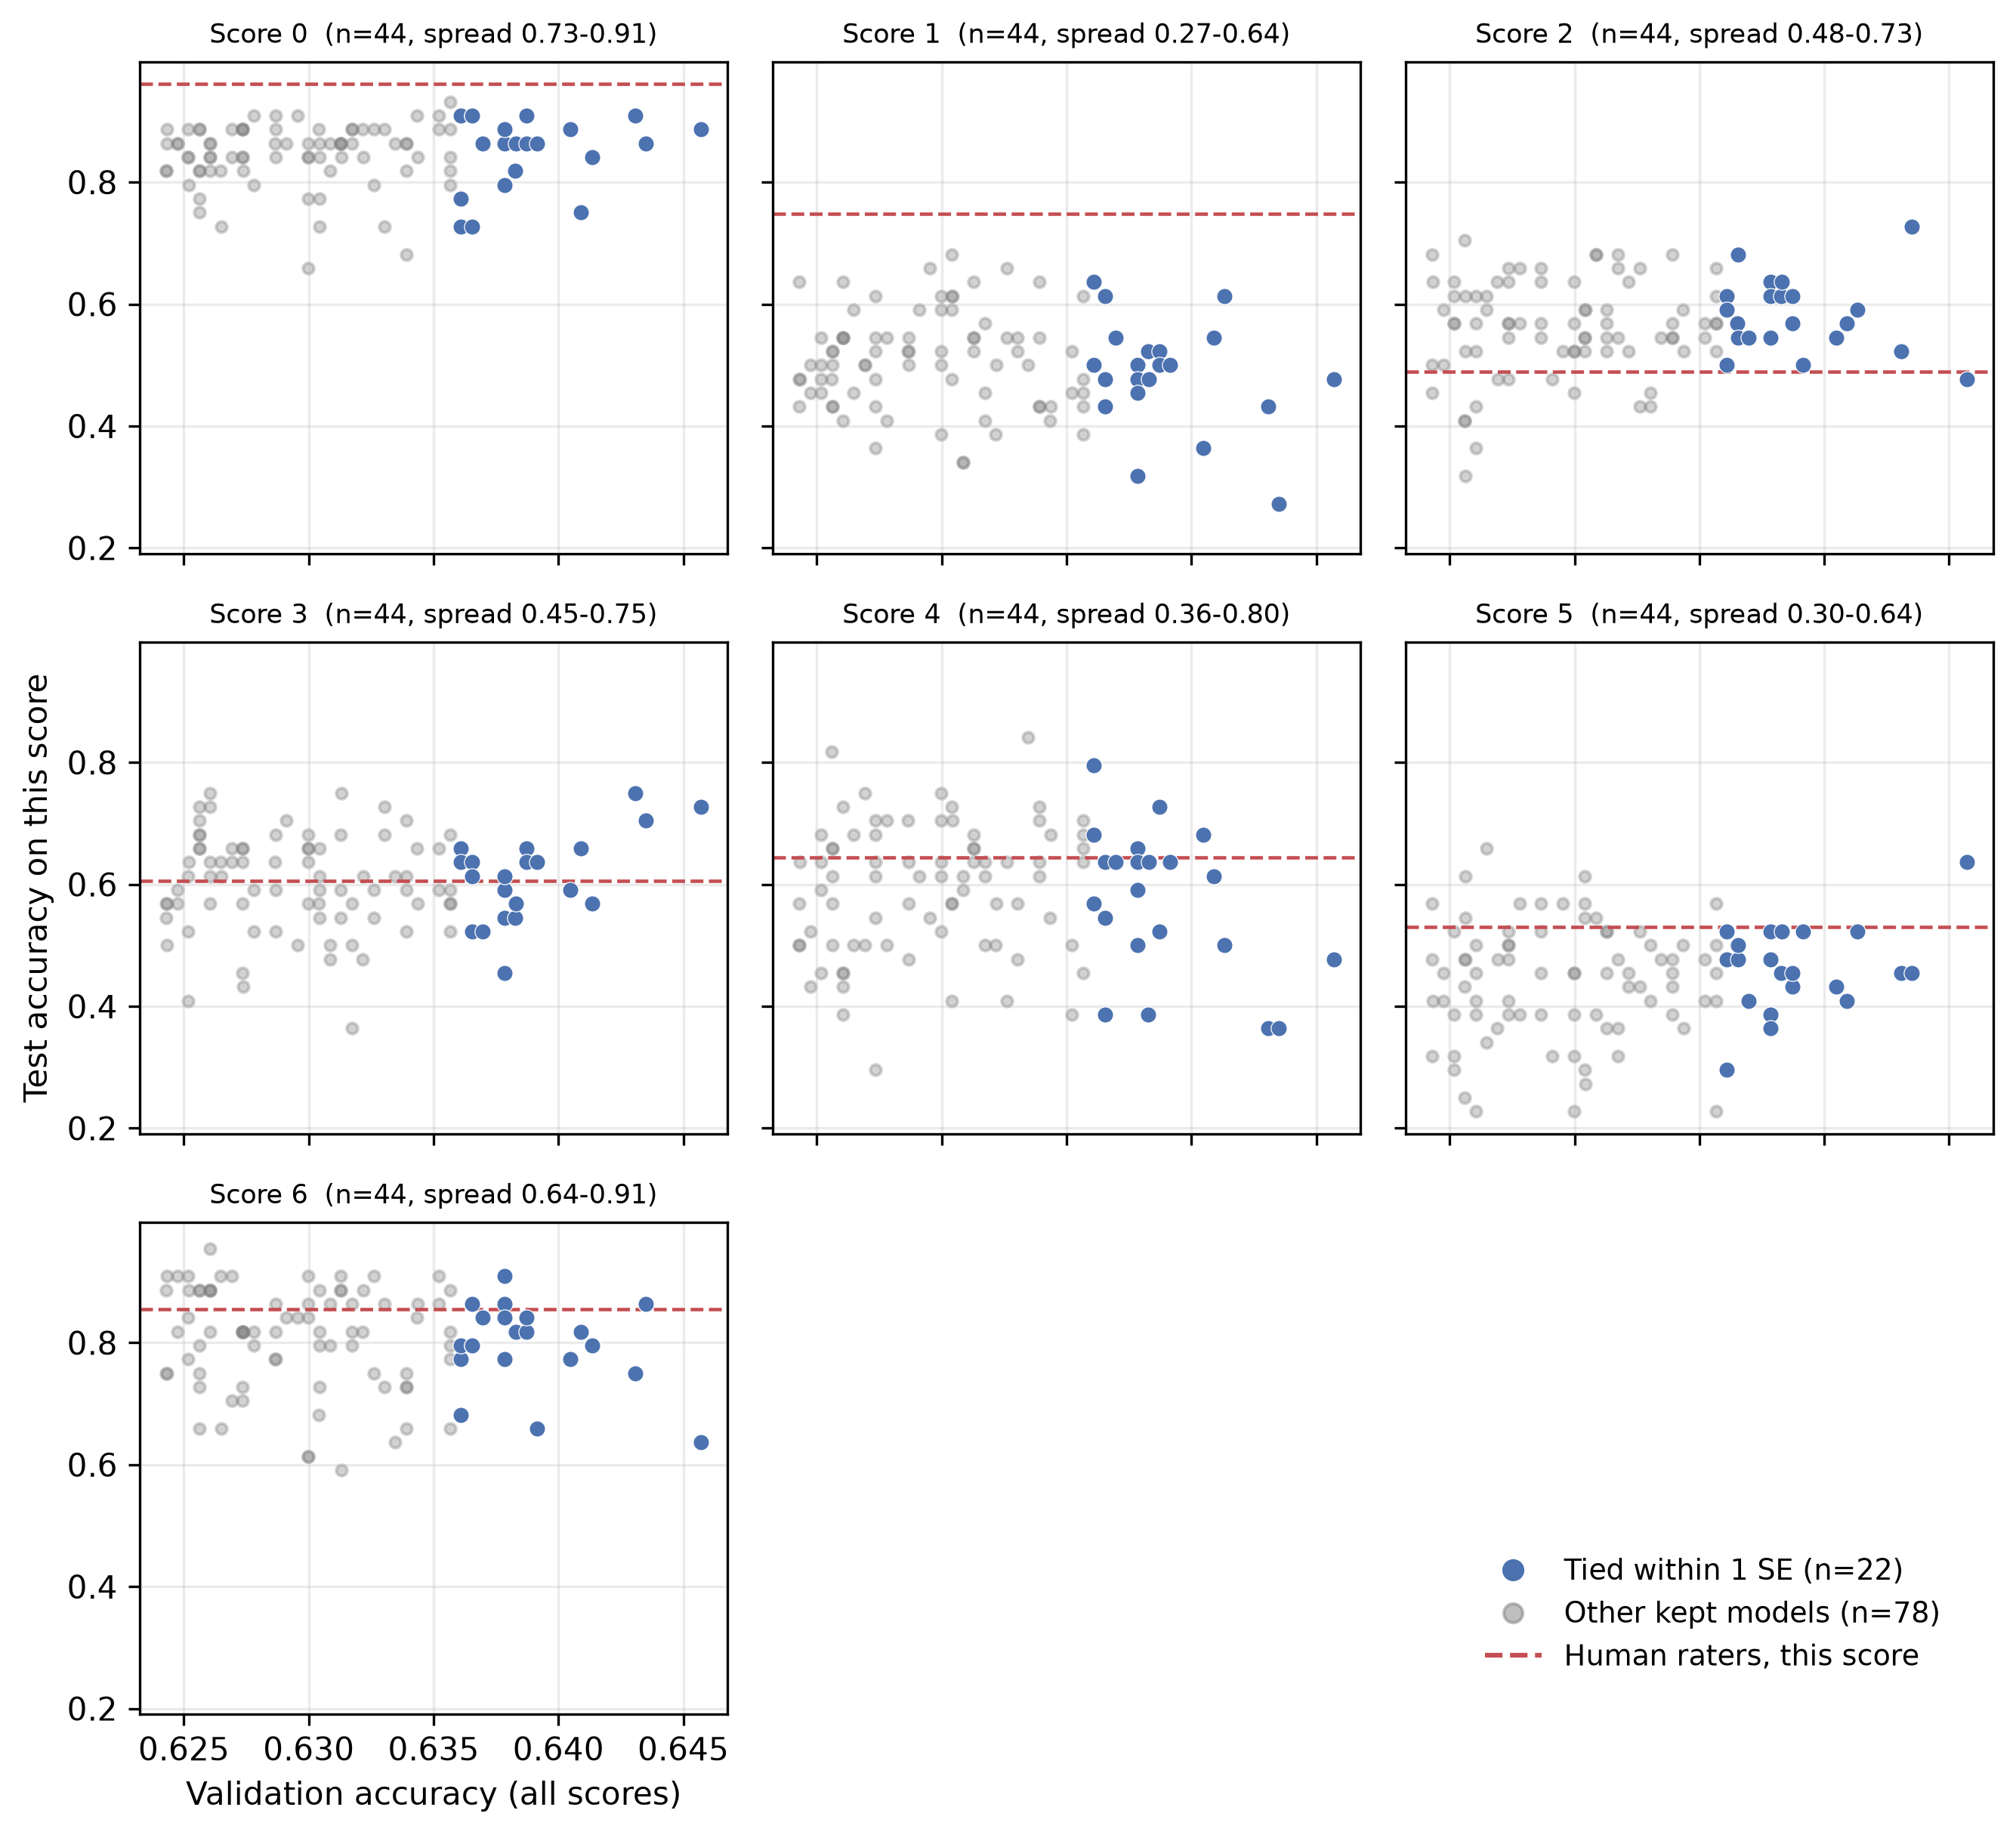 Score 0  (n=44, spread 0.73-0.91)
Score 1  (n=44, spread 0.27-0.64)
Score 2  (n=44, spread 0.48-0.73)
0.8
0.6
0.4
0.2
Score 3  (n=44, spread 0.45-0.75)
Score 4  (n=44, spread 0.36-0.80)
Score 5  (n=44, spread 0.30-0.64)
Test accuracy on this score
0.8
0.6
0.4
0.2
Score 6  (n=44, spread 0.64-0.91)
0.8
0.6
0.4
0.2
0.625 0.630 0.635 0.640 0.645
Validation accuracy (all scores)
Tied within 1 SE (n=22)
Other kept models (n=78)
Human raters, this score